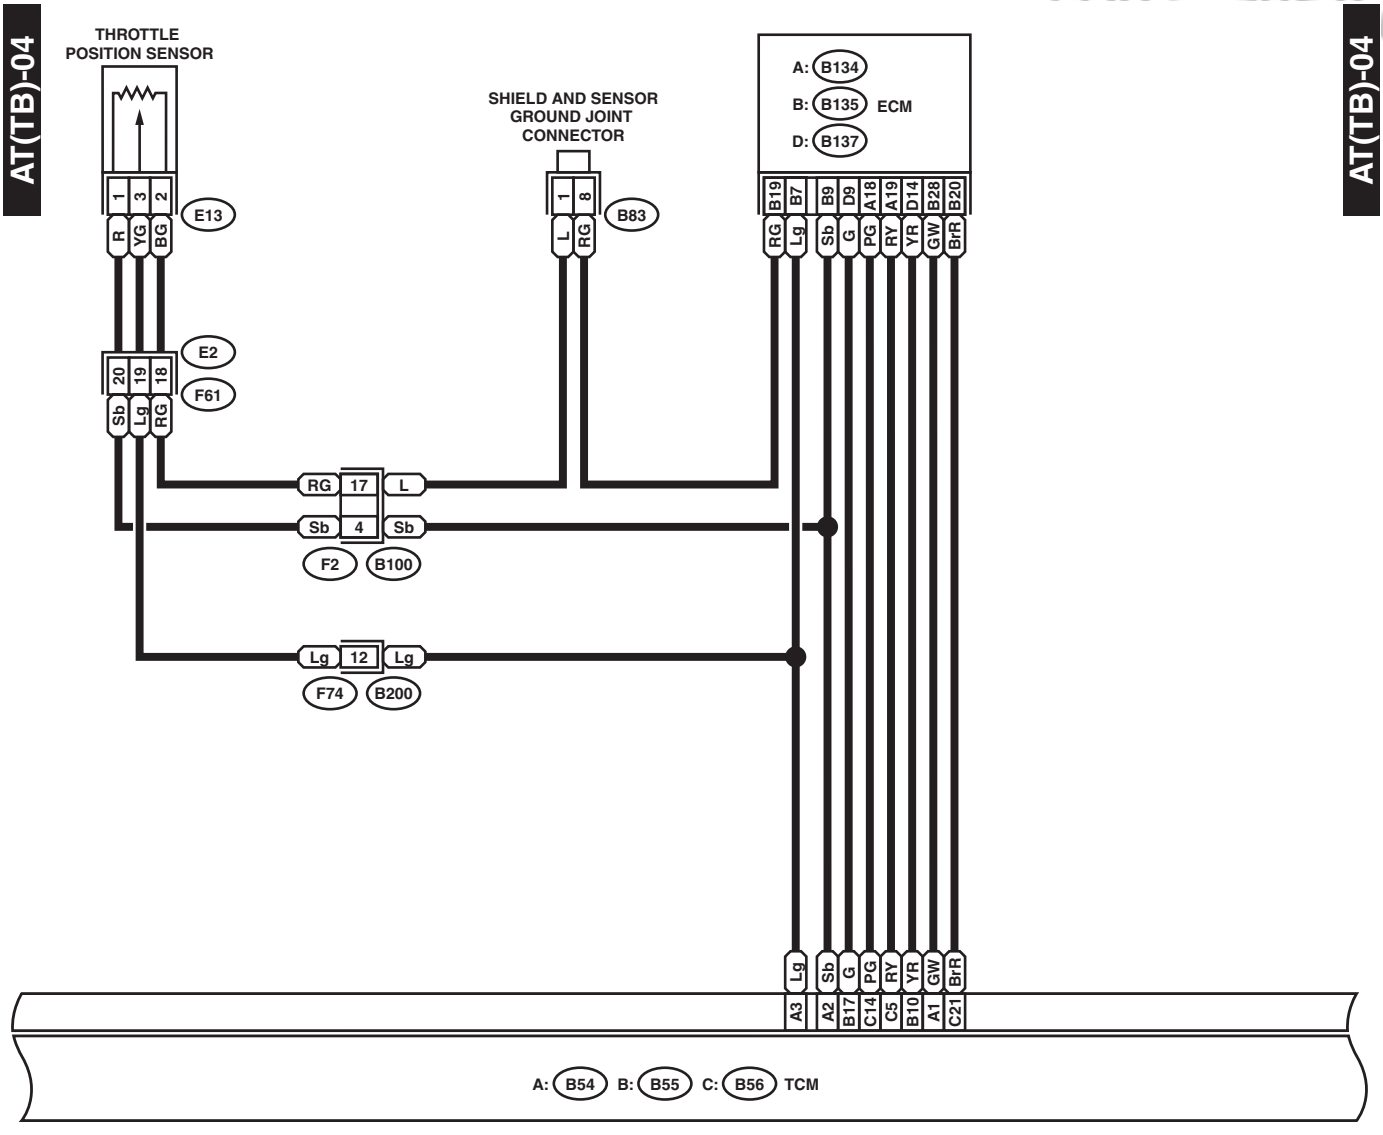 AT(TB)-04
AT(TB)-04
THROTTLE
POSITION SENSOR
SHIELD AND SENSOR
GROUND JOINT
CONNECTOR
A: B134
B: B135 ECM
D: B137
1 3 2
E13
R YG BG
1 8
B83
L RG
B19 B7 B9 D9 A18 A19 D14 B28 B20
RG Lg Sb G PG RY YR GW BrR
E2
20 19 18
F61
Sb Lg RG
RG 17 L
Sb 4 Sb
F2 B100
Lg 12 Lg
F74 B200
Lg Sb G PG RY YR GW BrR
A3 A2 B17 C14 C5 B10 A1 C21
A: B54 B: B55 C: B56 TCM